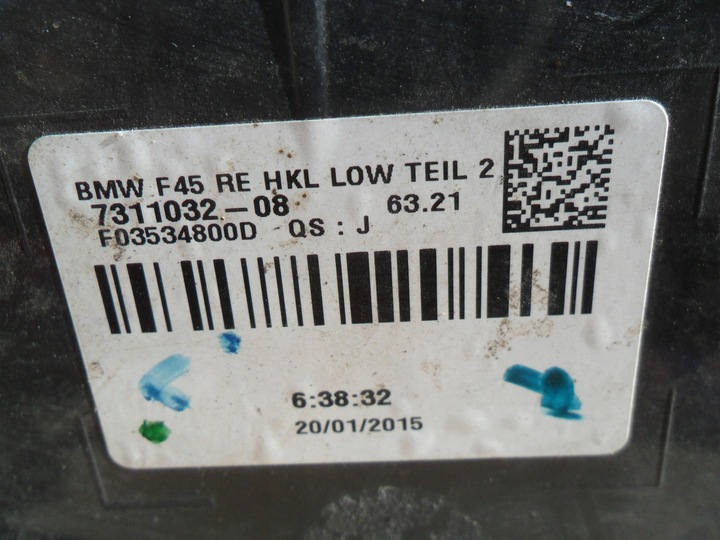 BMW F45 RE HKL LOW TEIL 2
7311032-08 63.21
F03534800D QS : J
6:38:32
20/01/2015